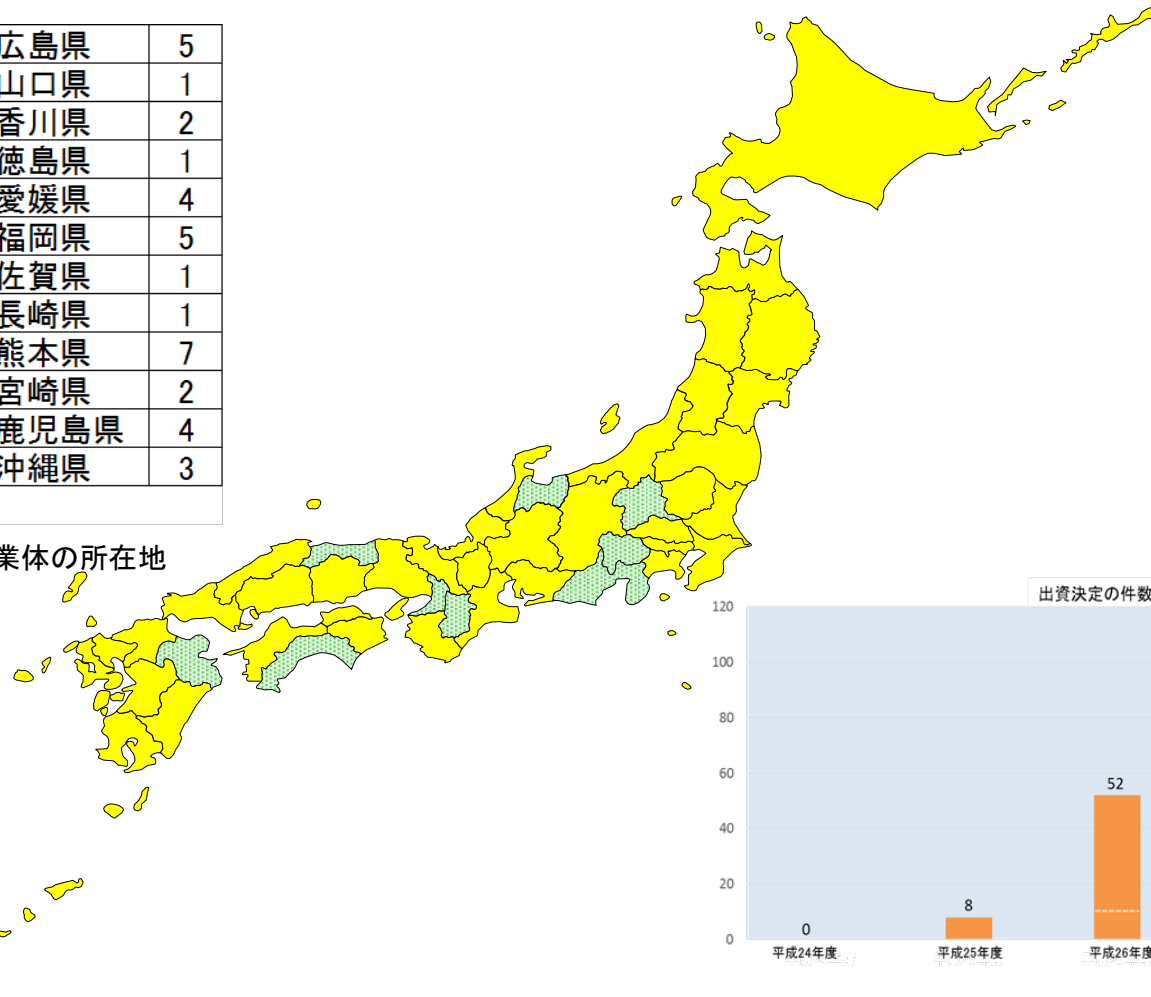 広島県 5
山口県 1
香川県 2
徳島県 1
愛媛県 4
福岡県 5
佐賀県 1
長崎県 1
熊本県 7
宮崎県 2
鹿児島県 4
沖縄県 3
業体の所在地
出資決定の件数
120
100
80
60
40
20
0
52
8
0
平成24年度 平成25年度 平成26年度